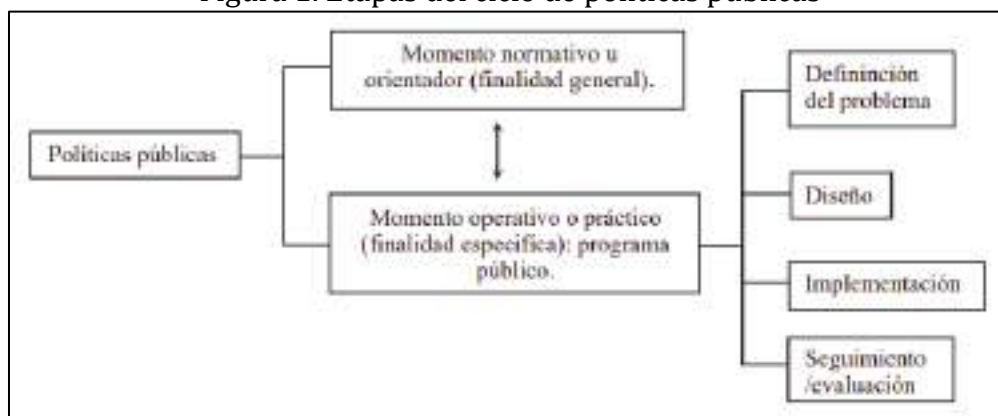 Figura 1. Etapas del ciclo de políticas públicas
Momento normativo u
orientador (finalidad general).
Políticas públicas
Momento operativo o práctico
(finalidad específica): programa
público.
Defininción
del problema
Diseño
Implementación
Seguimiento
/evaluación